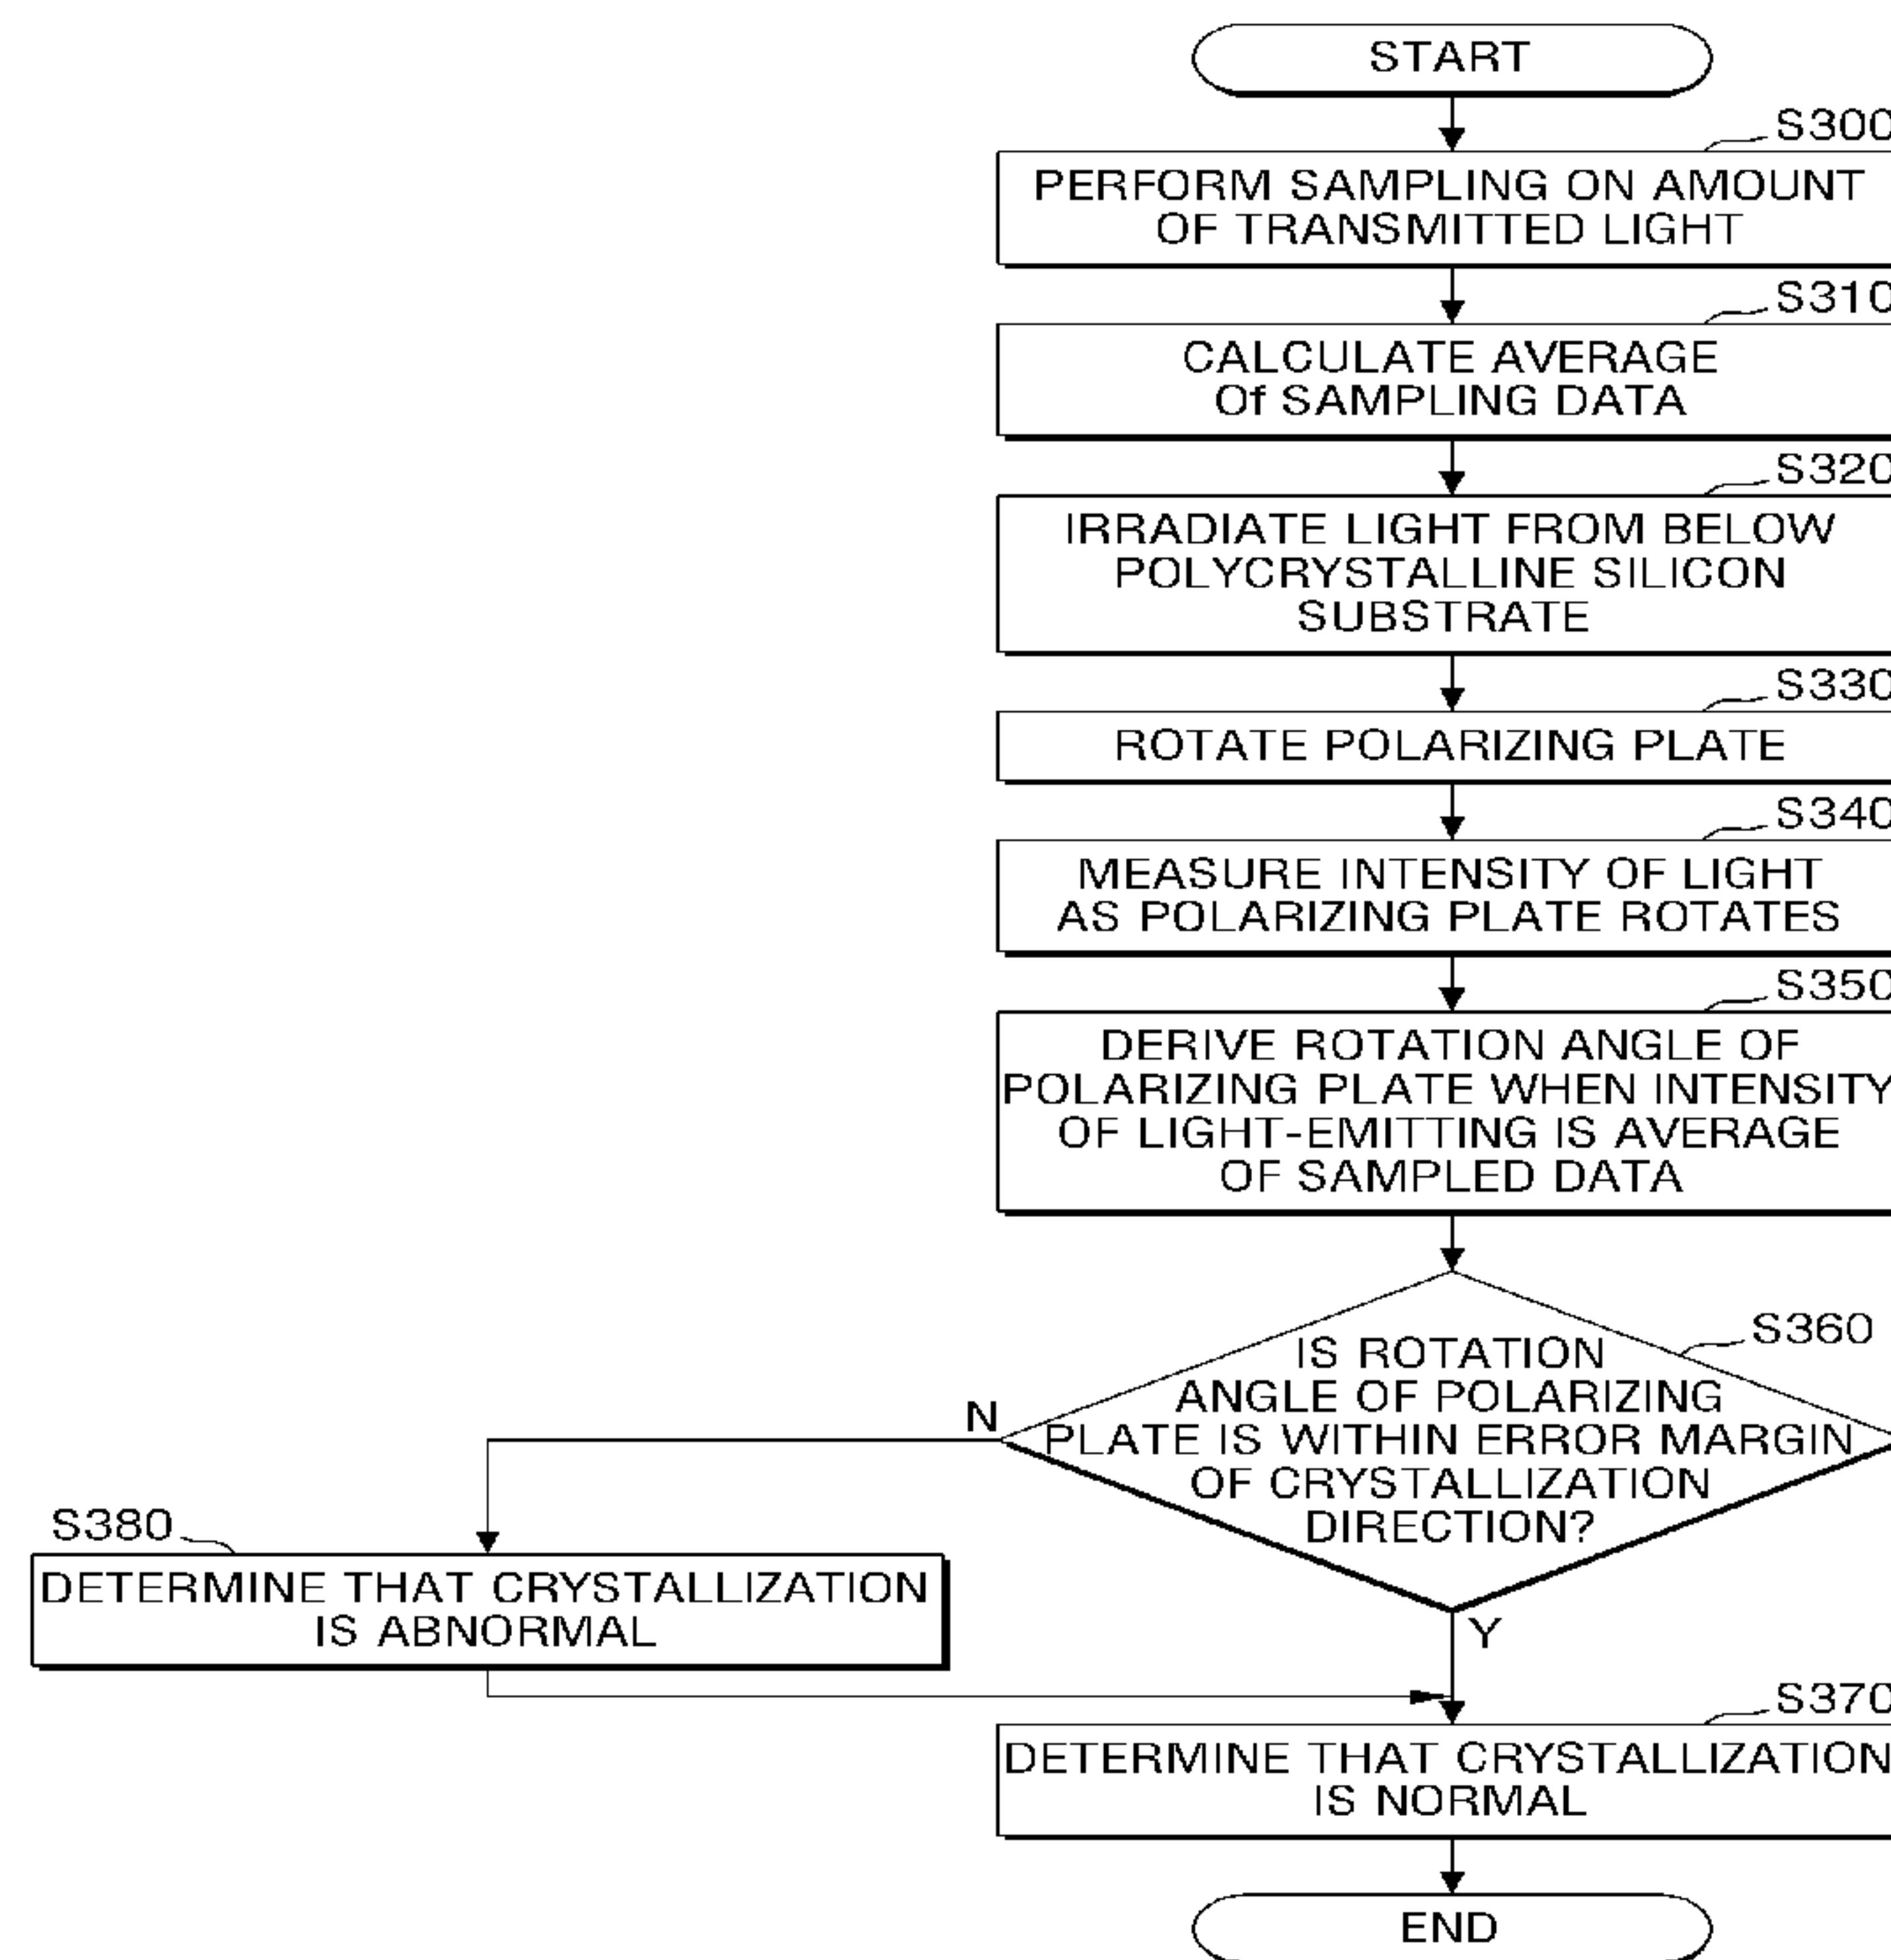 START
S300
PERFORM SAMPLING ON AMOUNT
OF TRANSMITTED LIGHT
S310
CALCULATE AVERAGE
Of SAMPLING DATA
S320
IRRADIATE LIGHT FROM BELOW
POLYCRYSTALLINE SILICON
SUBSTRATE
S330
ROTATE POLARIZING PLATE
S340
MEASURE INTENSITY OF LIGHT
AS POLARIZING PLATE ROTATES
S350
DERIVE ROTATION ANGLE OF
POLARIZING PLATE WHEN INTENSITY
OF LIGHT-EMITTING IS AVERAGE
OF SAMPLED DATA
S360
IS ROTATION
ANGLE OF POLARIZING
PLATE IS WITHIN ERROR MARGIN
OF CRYSTALLIZATION
DIRECTION?
N
S380
DETERMINE THAT CRYSTALLIZATION
IS ABNORMAL
Y
S370
DETERMINE THAT CRYSTALLIZATION
IS NORMAL
END